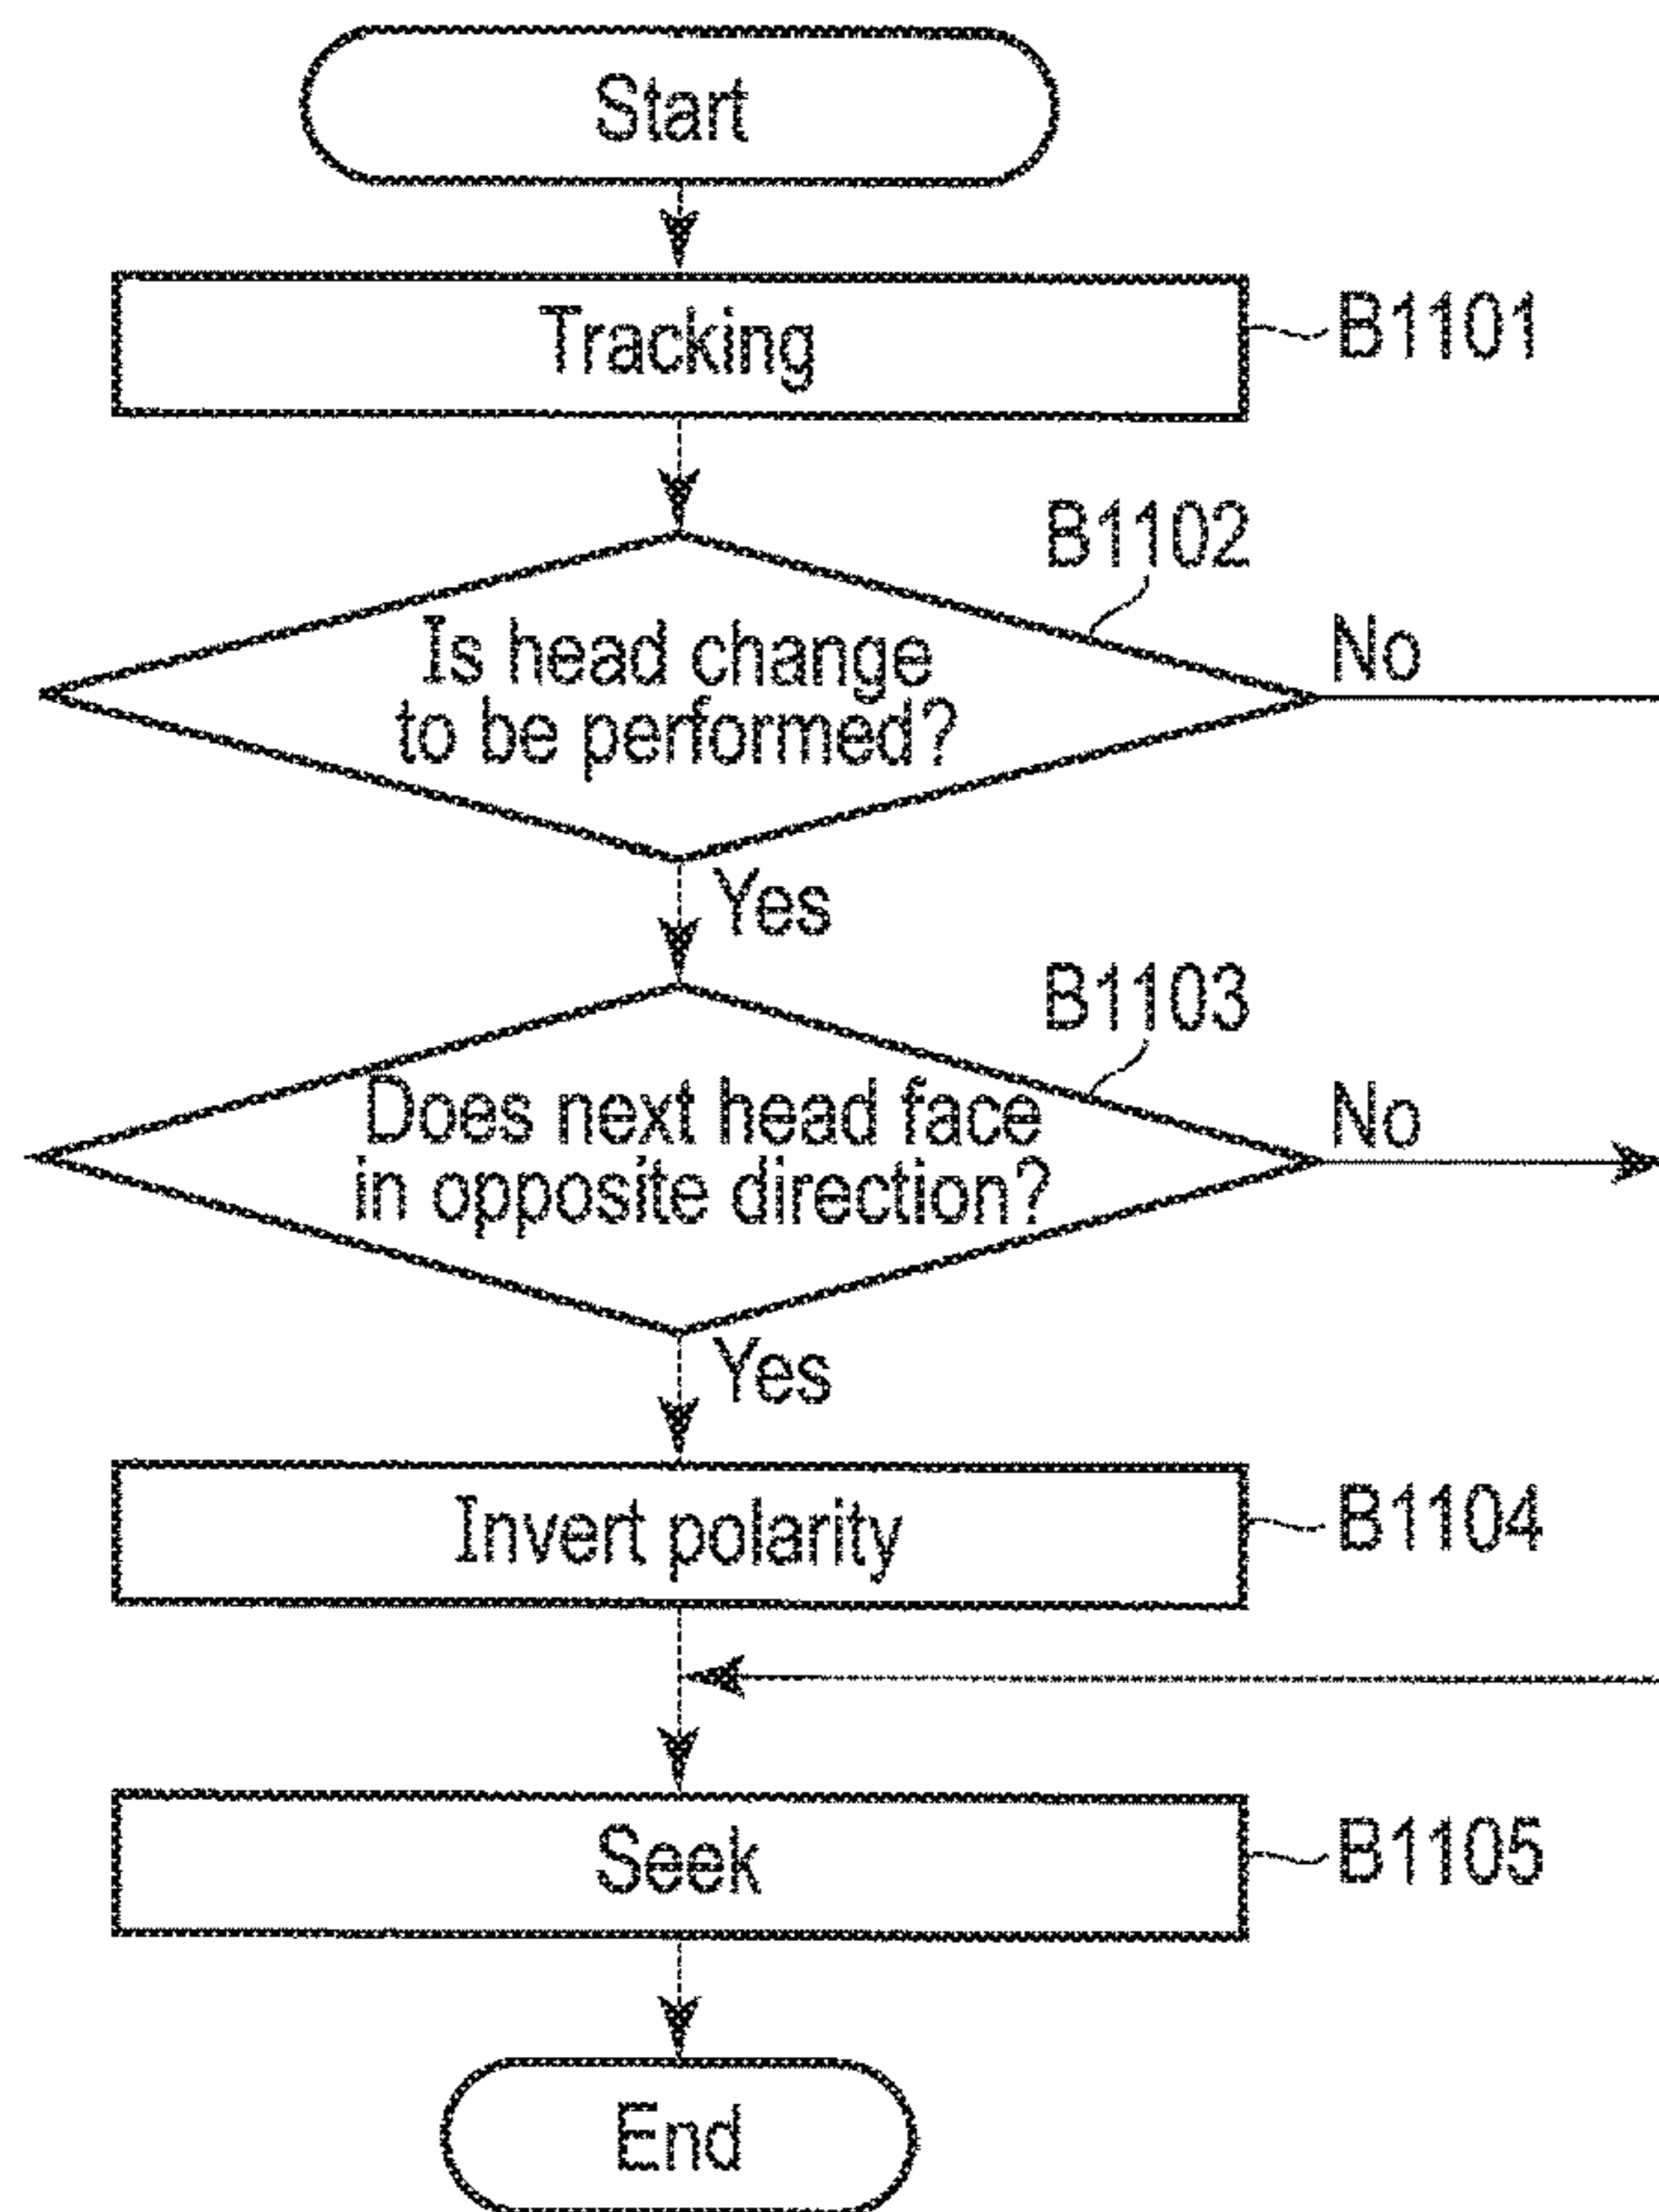 Start
Tracking
B1101
B1102
Is head change
to be performed?
No
Yes
B1103
Does next head face
in opposite direction?
No
Yes
Invert polarity
B1104
Seek
B1105
End